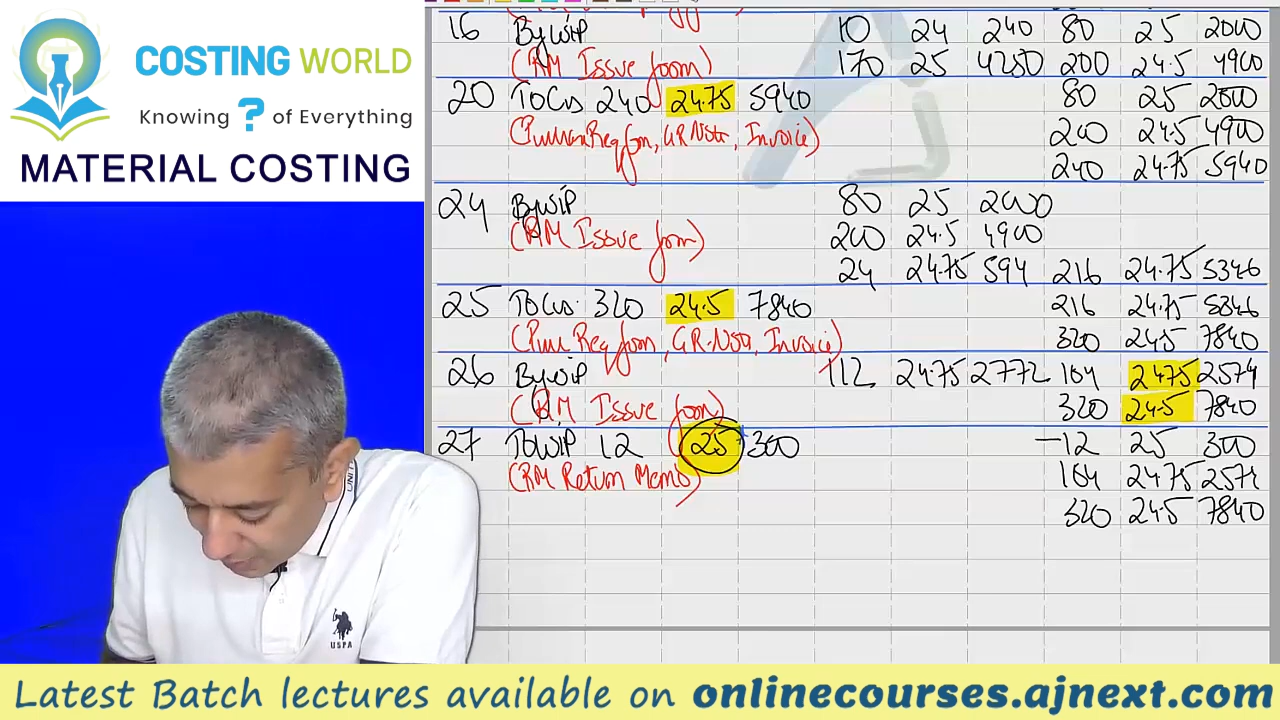 COSTING WORLD
Knowing ? of Everything
MATERIAL COSTING
16 By WIP 10 24 240 80 25 2000
(RM Issue form) 170 25 4250 200 24.5 4900
20 To Crs 240 24.75 5940 80 25 2000
(Purchase Req form, GR Note, Invoice) 200 24.5 4900
240 24.75 5940
24 By WIP 80 25 2000
(RM Issue form) 200 24.5 4900
24 24.75 594 216 24.75 5346
25 To Crs. 320 24.5 7840 216 24.75 5346
(Pur Req form, GR. Note, Invoice) 320 24.5 7840
26 By WIP 112 24.75 2772 104 24.75 2574
(RM Issue form) 320 24.5 7840
27 To WIP 12 25 300 12 25 300
(RM Return Memo) 104 24.75 2574
320 24.5 7840
USPA
Latest Batch lectures available on onlinecourses.ajnext.com